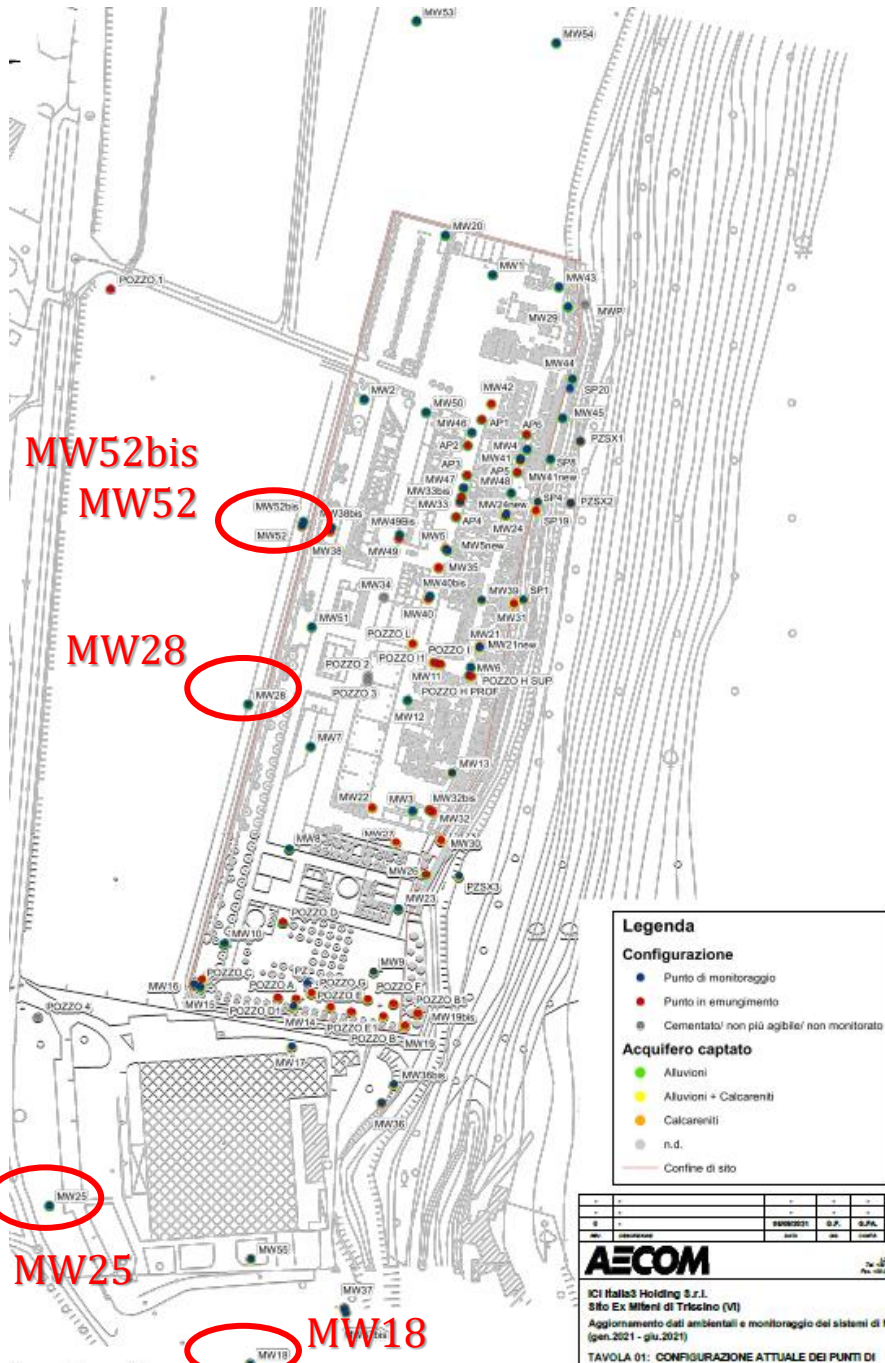 MW53
MW54
MW20
MW1
MW43
POZZO 1
MW29
MWP
MW44
SP20
MW2
MW42
MW50
AP1
MW45
MW46
AP6
AP2
MW4
PZSX1
MW52bis
MW41
SP5
AP3
AP5
MW41new
MW47
MW48
MW52
MW33bis
MW52bis
MW38bis
MW33
MW24new
SP4
PZSX2
MW52
AP4
MW24
SP19
MW38
MW49Bis
MW49
MW5
MW5new
MW35
MW34
MW40bis
MW39
SP1
MW40
MW31
MW51
POZZO L
MW21
MW28
POZZO I
MW21new
POZZO 2
POZZO I1
MW6
MW11
POZZO H SUP
POZZO 3
POZZO H PROF
MW28
MW12
MW7
MW13
MW22
MW3
MW32bis
MW32
MW8
MW27
MW30
MW26
PZSX3
MW23
POZZO D
MW10
MW9
POZZO C
MW16
POZZO A
POZZO G
POZZO F
MW15
POZZO E
POZZO B1
POZZO 4
POZZO D1
MW19bis
MW14
POZZO E1
POZZO B
MW19
MW17
MW36bis
MW36
MW25
MW55
MW25
MW37
MW18
MW18
Legenda
Configurazione
Punto di monitoraggio
Punto in emungimento
Cementato/ non più agibile/ non monitorato
Acquifero captato
Alluvioni
Alluvioni + Calcareniti
Calcareniti
n.d.
Confine di sito
AECOM
ICI Italia3 Holding S.r.l.
Sito Ex Miteni di Trissino (VI)
Aggiornamento dati ambientali e monitoraggio dei sistemi di
(gen.2021 - giu.2021)
TAVOLA 01: CONFIGURAZIONE ATTUALE DEI PUNTI DI